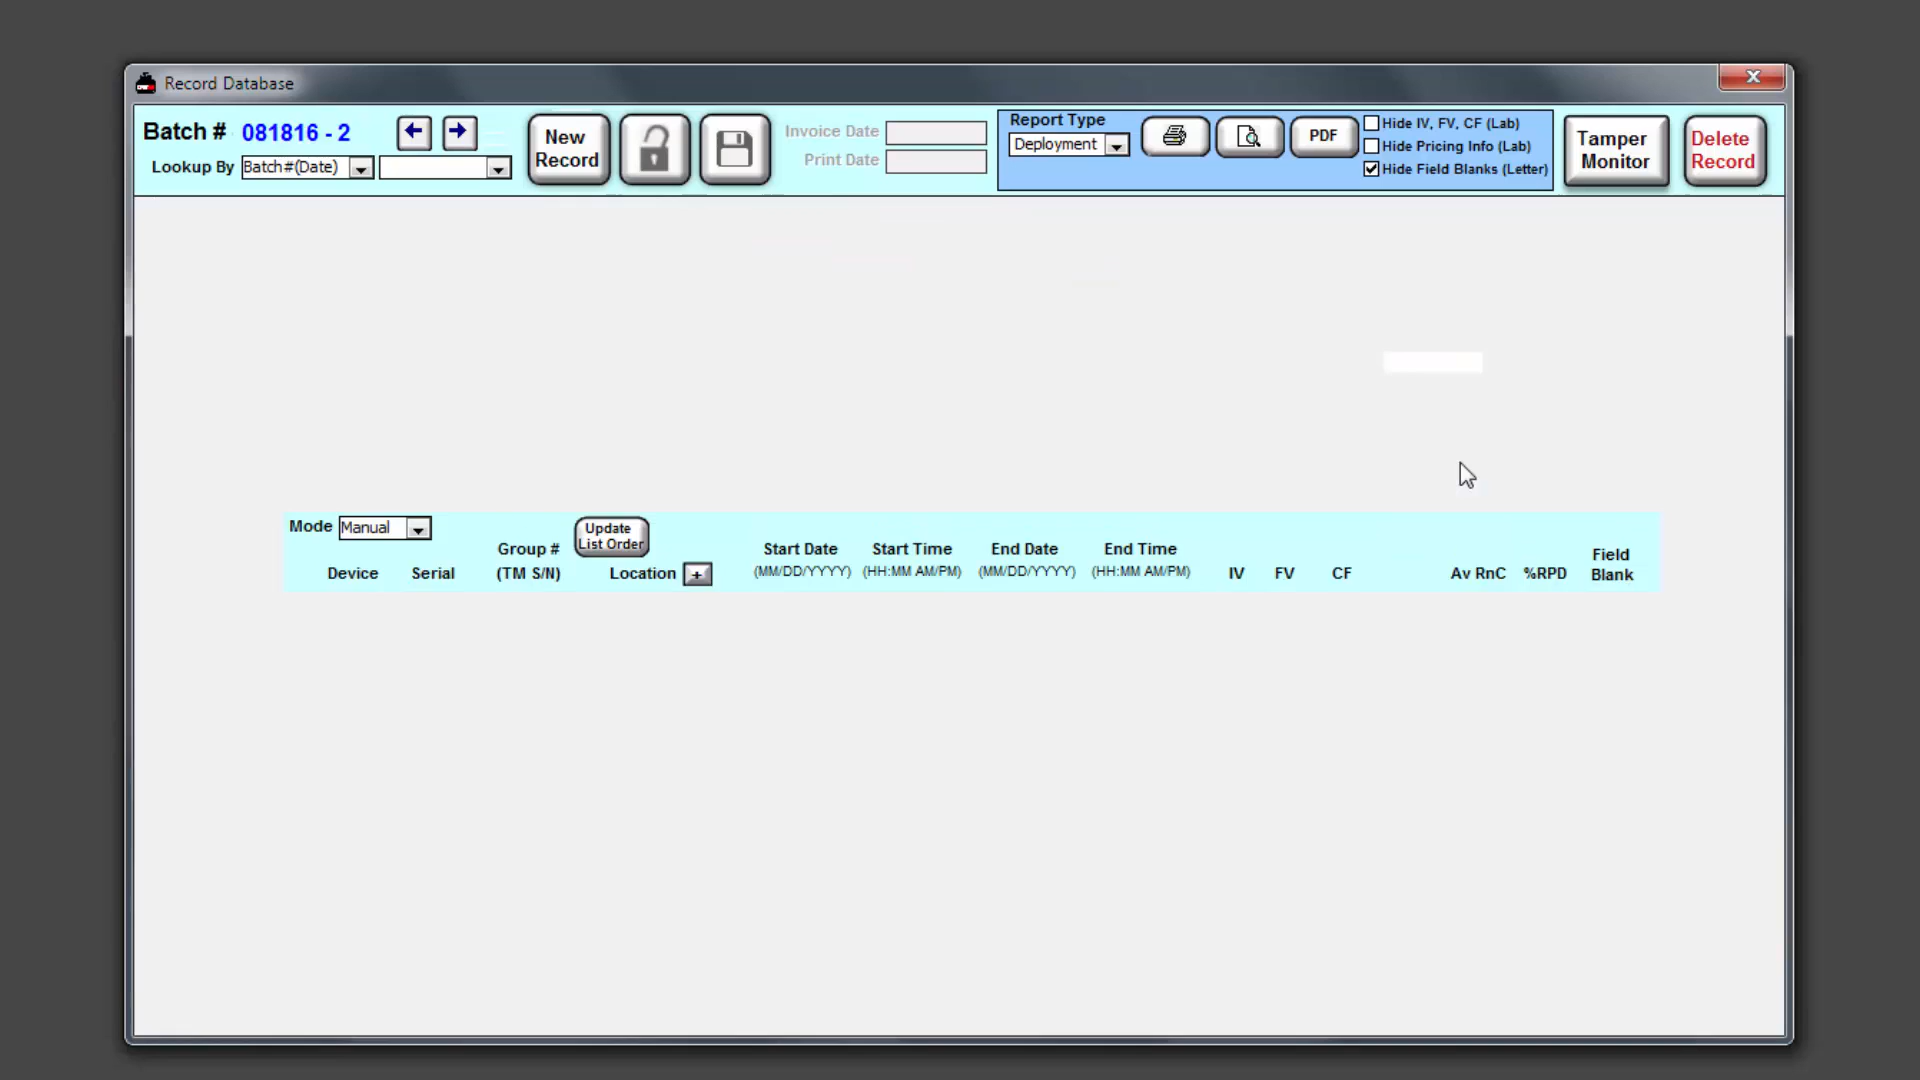 Record Database
Batch # 081816 - 2
Lookup By Batch#(Date)
New Record
Invoice Date
Print Date
Report Type
Deployment
PDF
Hide IV, FV, CF (Lab)
Hide Pricing Info (Lab)
Hide Field Blanks (Letter)
Tamper Monitor
Delete Record
Mode Manual
Update List Order
Device
Serial
Group #
(TM S/N)
Location +
Start Date
(MM/DD/YYYY)
Start Time
(HH:MM AM/PM)
End Date
(MM/DD/YYYY)
End Time
(HH:MM AM/PM)
IV
FV
CF
Av RnC
%RPD
Field
Blank